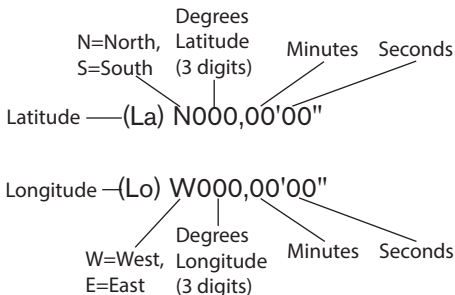 Degrees
N=North, Latitude Minutes Seconds
S=South (3 digits)
Latitude (La) N000,00'00"
Longitude (Lo) W000,00'00"
Degrees
W=West, Longitude Minutes Seconds
E=East (3 digits)